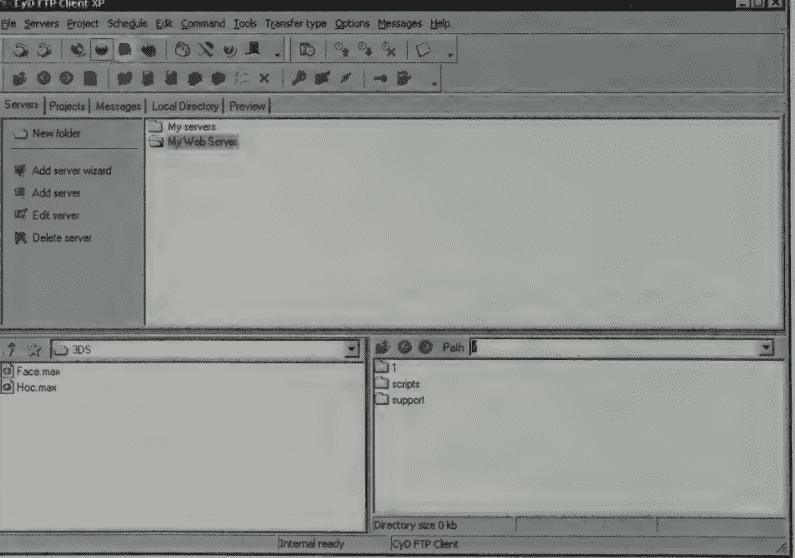 CyD FTP Client XP
File Servers Project Schedule Edit Command Tools Transfer type Options Messages Help
Servers Projects Messages Local Directory Preview
New folder
My servers
My Web Server
Add server wizard
Add server
Edit server
Delete server
3DS
Path /
Face.max
Hoc.max
1
scripts
support
Directory size 0 kb
Internal ready
CyD FTP Client